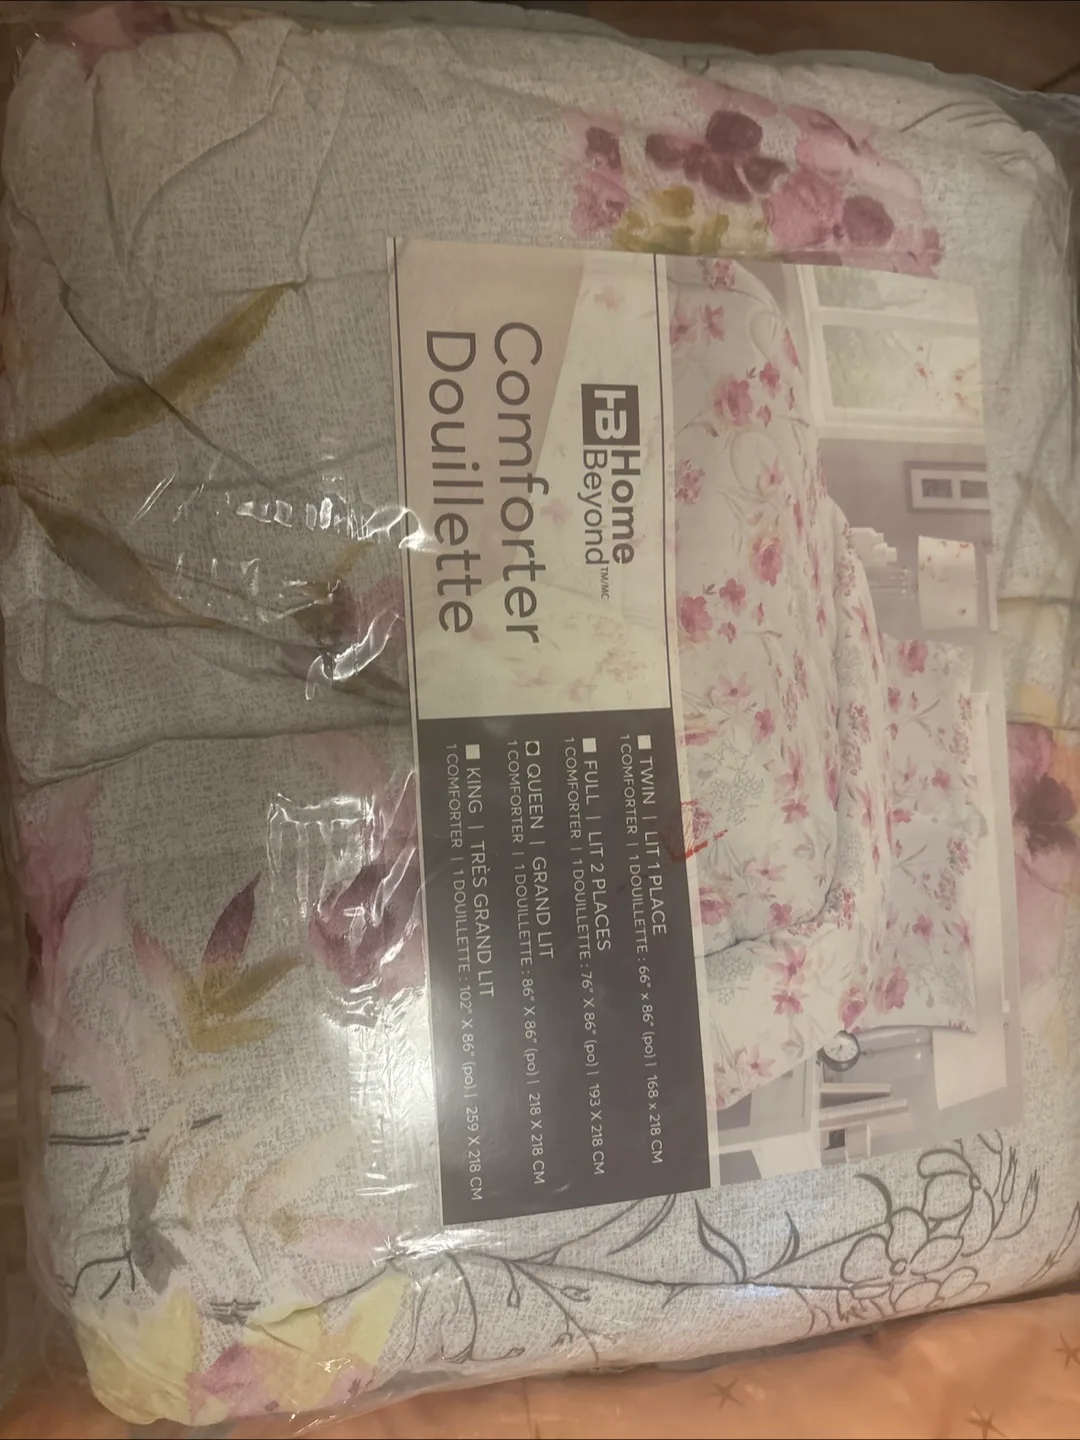 HB Home
Beyond™/MC
Comforter
Douillette
TWIN | LIT 1 PLACE
1 COMFORTER | 1 DOUILLETTE : 66" x 86" (po) | 168 x 218 CM
FULL | LIT 2 PLACES
1 COMFORTER | 1 DOUILLETTE : 76" X 86" (po) | 193 X 218 CM
QUEEN | GRAND LIT
1 COMFORTER | 1 DOUILLETTE : 86" X 86" (po) | 218 X 218 CM
KING | TRÈS GRAND LIT
1 COMFORTER | 1 DOUILLETTE : 102" X 86" (po) | 259 X 218 CM